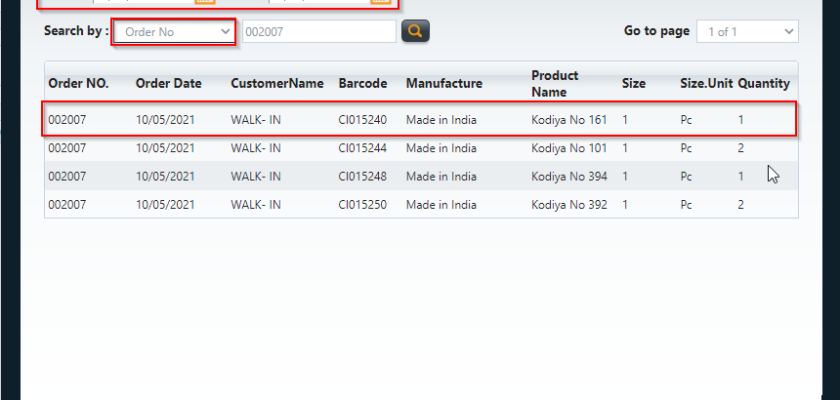 Search by : Order No 002007 Go to page 1 of 1
Order NO. Order Date CustomerName Barcode Manufacture Product Name Size Size.Unit Quantity
002007 10/05/2021 WALK- IN CI015240 Made in India Kodiya No 161 1 Pc 1
002007 10/05/2021 WALK- IN CI015244 Made in India Kodiya No 101 1 Pc 2
002007 10/05/2021 WALK- IN CI015248 Made in India Kodiya No 394 1 Pc 1
002007 10/05/2021 WALK- IN CI015250 Made in India Kodiya No 392 1 Pc 2